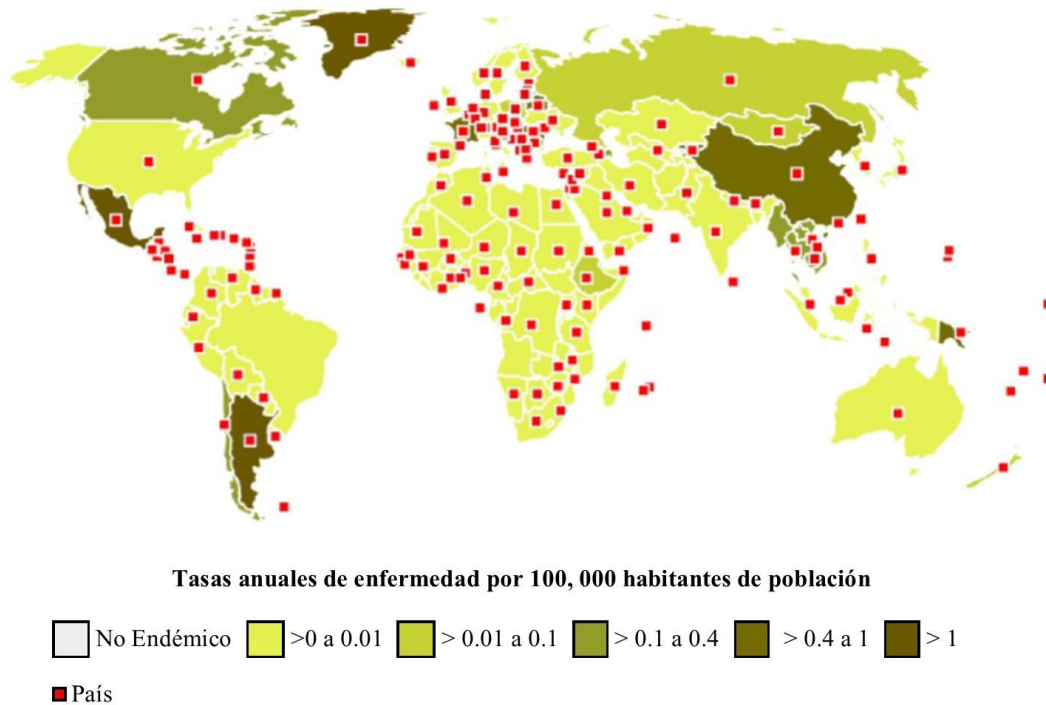 Tasas anuales de enfermedad por 100, 000 habitantes de población
No Endémico >0 a 0.01 > 0.01 a 0.1 > 0.1 a 0.4 > 0.4 a 1 > 1
País